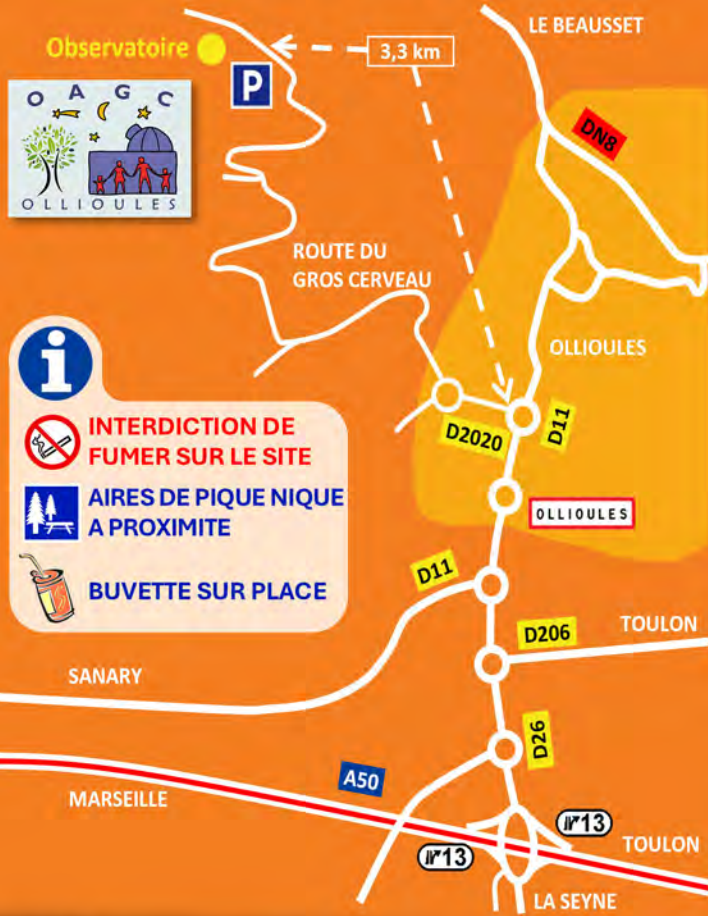 LE BEAUSSET
Observatoire
3,3 km
P
O A G C
OLLIOULES
DN8
ROUTE DU
GROS CERVEAU
OLLIOULES
D2020
D11
i
INTERDICTION DE
FUMER SUR LE SITE
AIRES DE PIQUE NIQUE
A PROXIMITE
BUVETTE SUR PLACE
OLLIOULES
D11
D206
TOULON
SANARY
D26
A50
MARSEILLE
13
13
TOULON
LA SEYNE